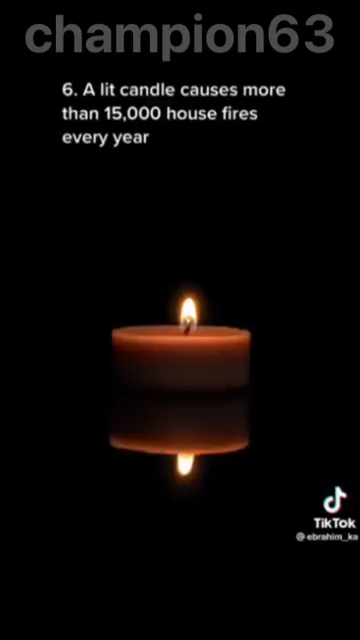 champion63
6. A lit candle causes more
than 15,000 house fires
every year
TikTok
@ebrahim_ka